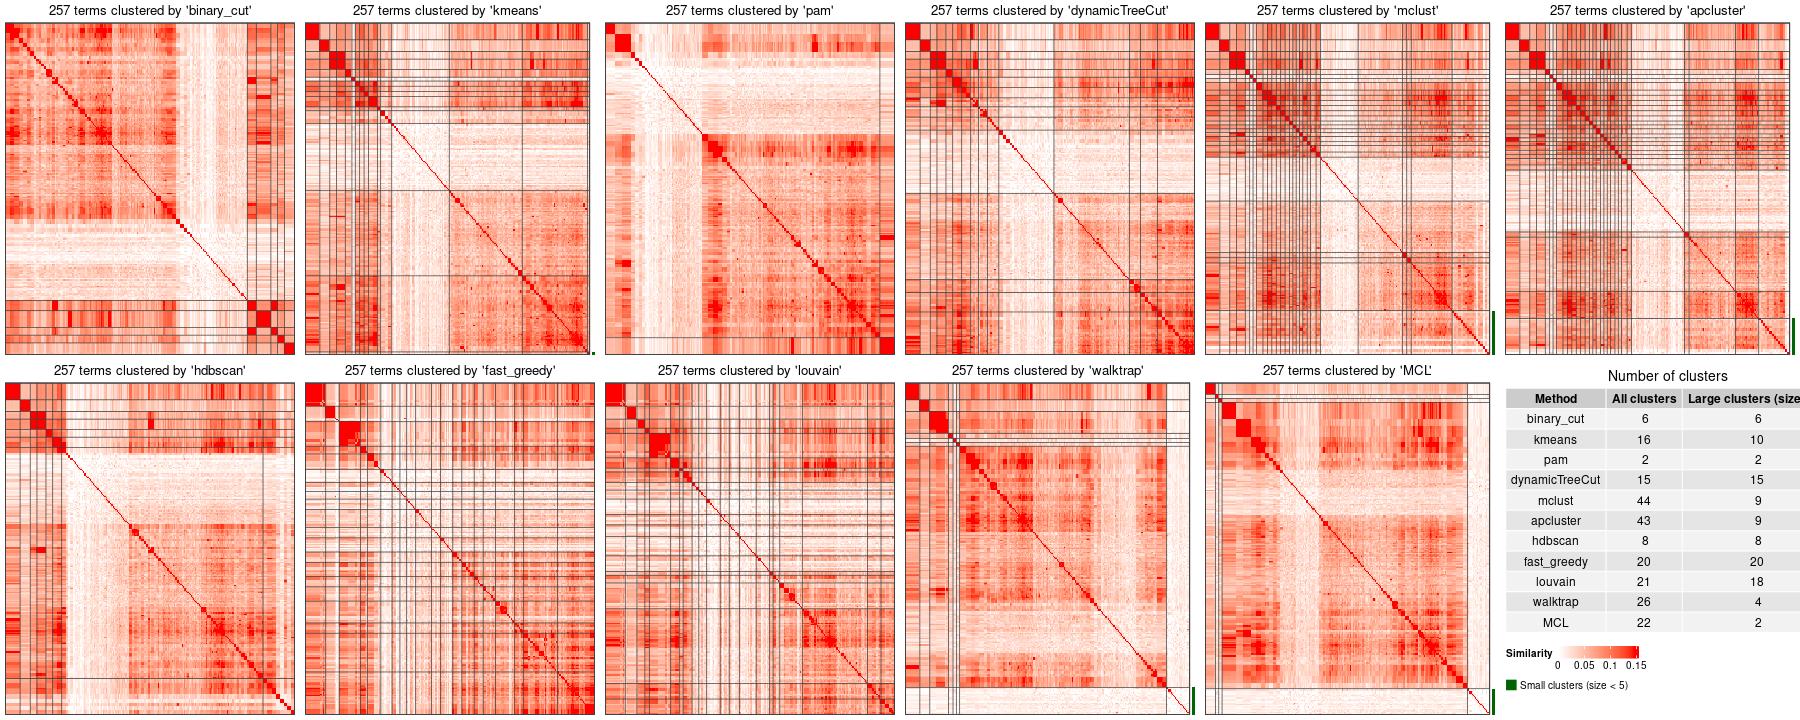 257 terms clustered by 'binary_cut'
257 terms clustered by 'kmeans'
257 terms clustered by 'pam'
257 terms clustered by 'dynamicTreeCut'
257 terms clustered by 'mclust'
257 terms clustered by 'apcluster'
257 terms clustered by 'hdbscan'
257 terms clustered by 'fast_greedy'
257 terms clustered by 'louvain'
257 terms clustered by 'walktrap'
257 terms clustered by 'MCL'
Number of clusters
Method All clusters Large clusters (size
binary_cut 6 6
kmeans 16 10
pam 2 2
dynamicTreeCut 15 15
mclust 44 9
apcluster 43 9
hdbscan 8 8
fast_greedy 20 20
louvain 21 18
walktrap 26 4
MCL 22 2
Similarity
0 0.05 0.1 0.15
Small clusters (size < 5)